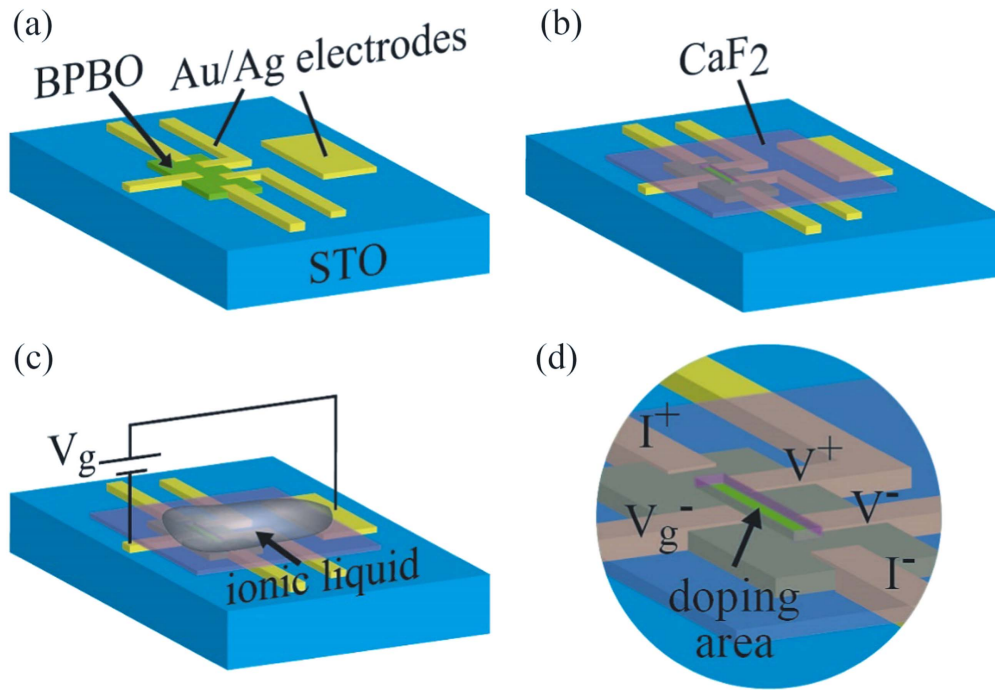 (a)
BPBO
Au/Ag electrodes
STO
(b)
CaF2
(c)
Vg
ionic liquid
(d)
I+
V+
Vg-
V-
I-
doping
area